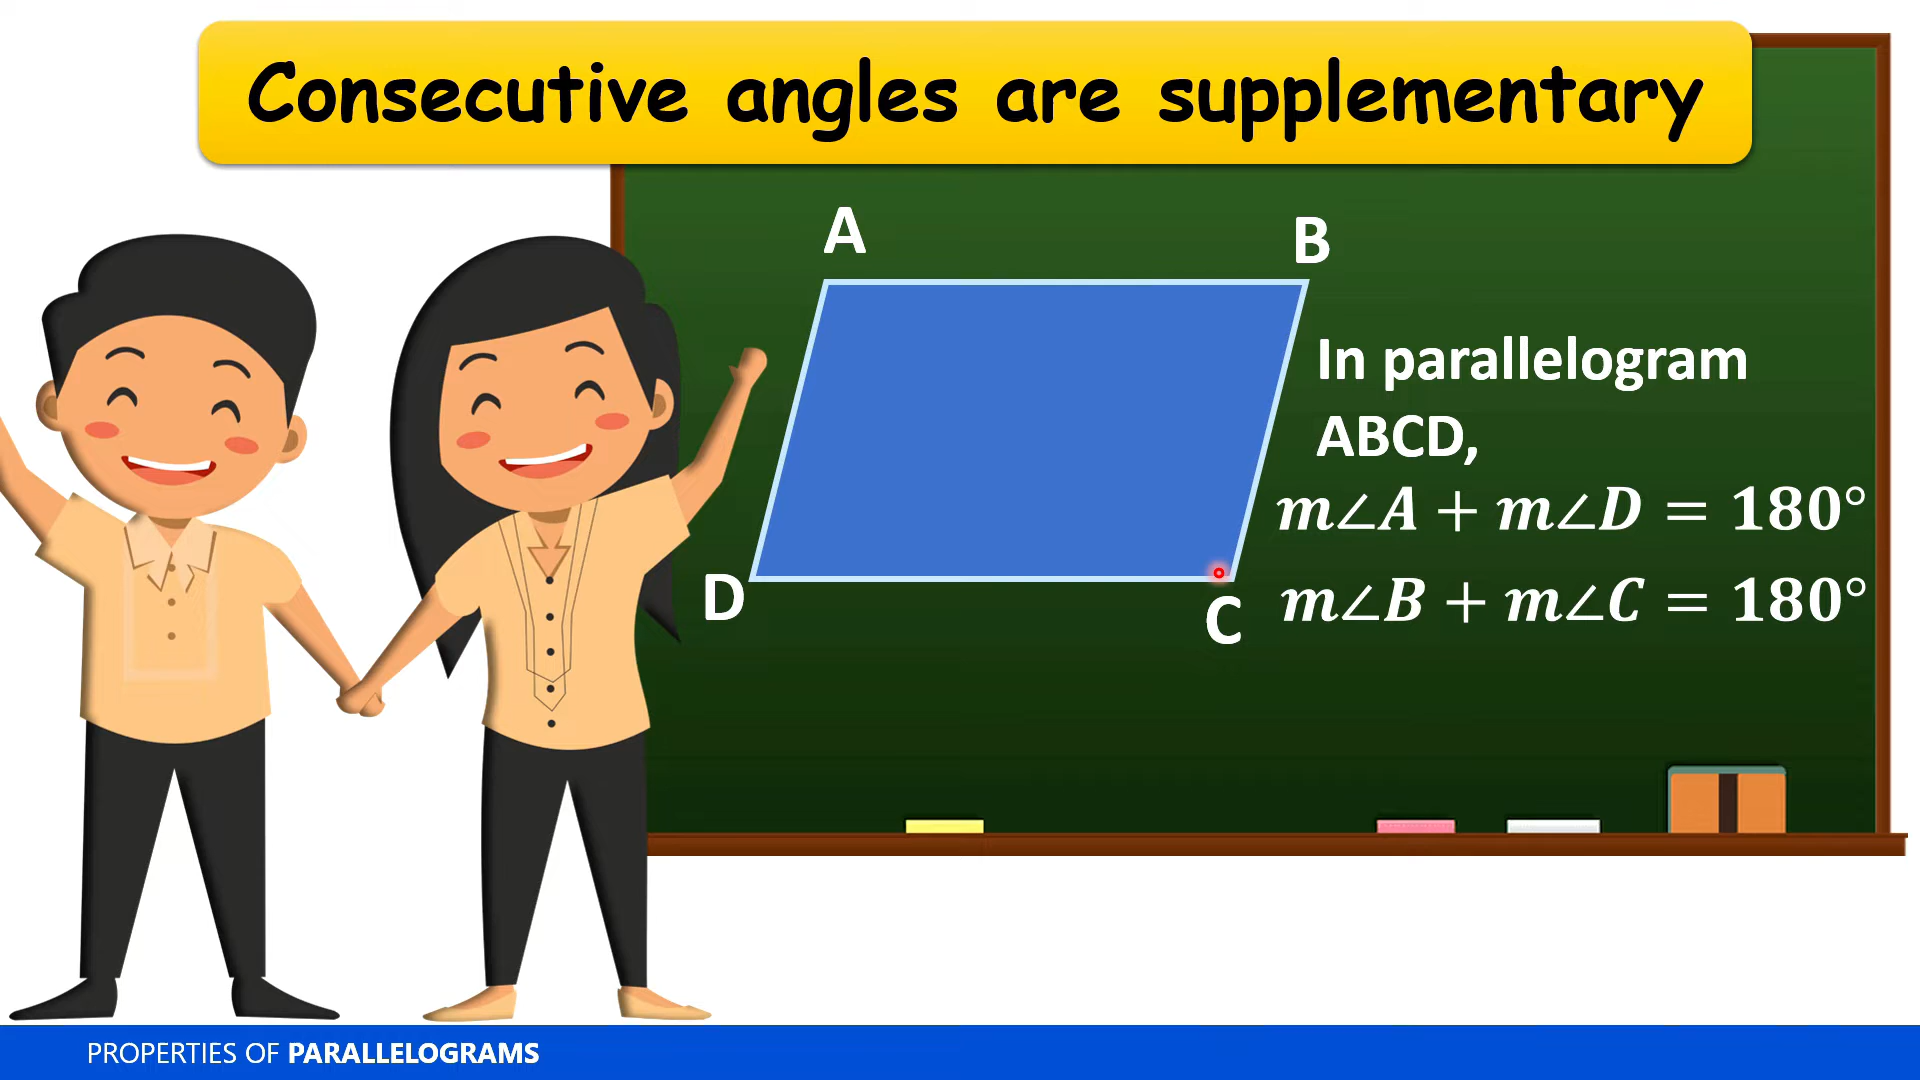 Consecutive angles are supplementary
A
B
In parallelogram
ABCD,
m∠A + m∠D = 180°
D
C
m∠B + m∠C = 180°
PROPERTIES OF PARALLELOGRAMS